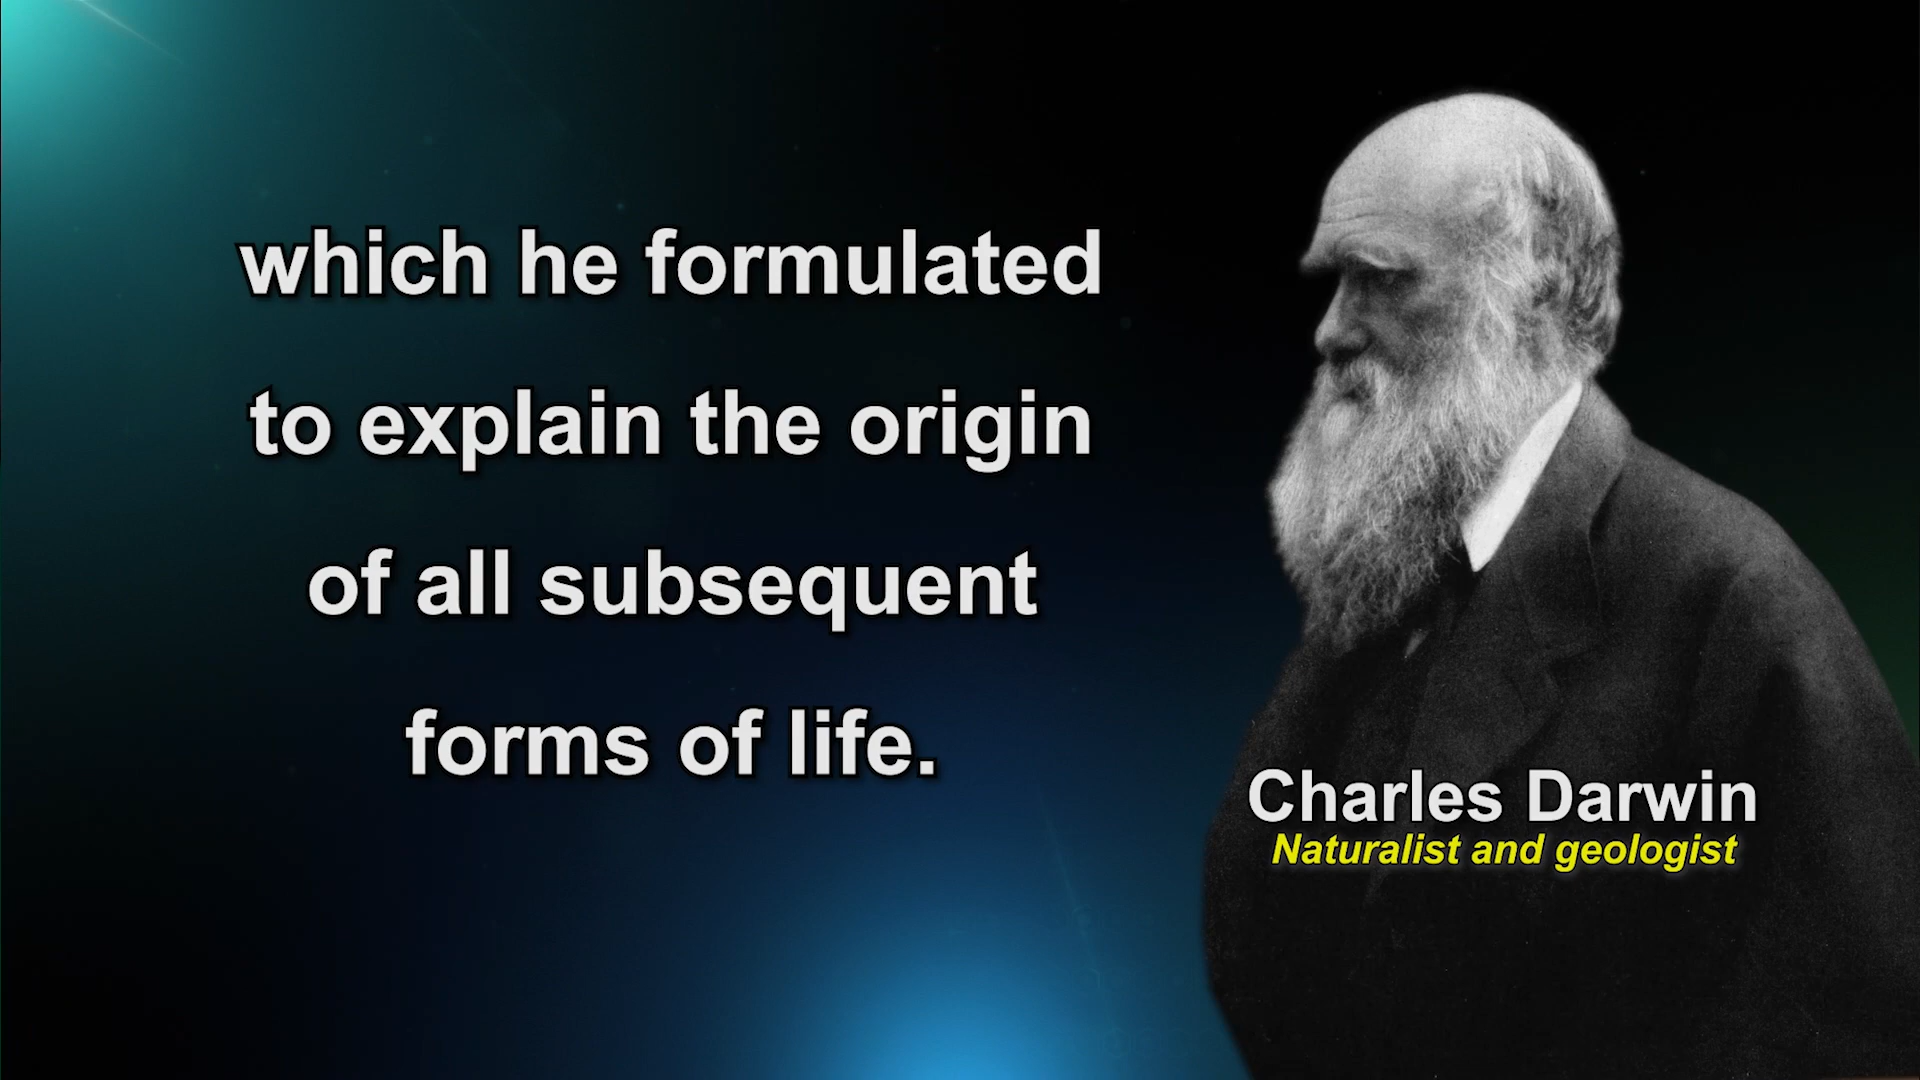 which he formulated
to explain the origin
of all subsequent
forms of life.
Charles Darwin
Naturalist and geologist